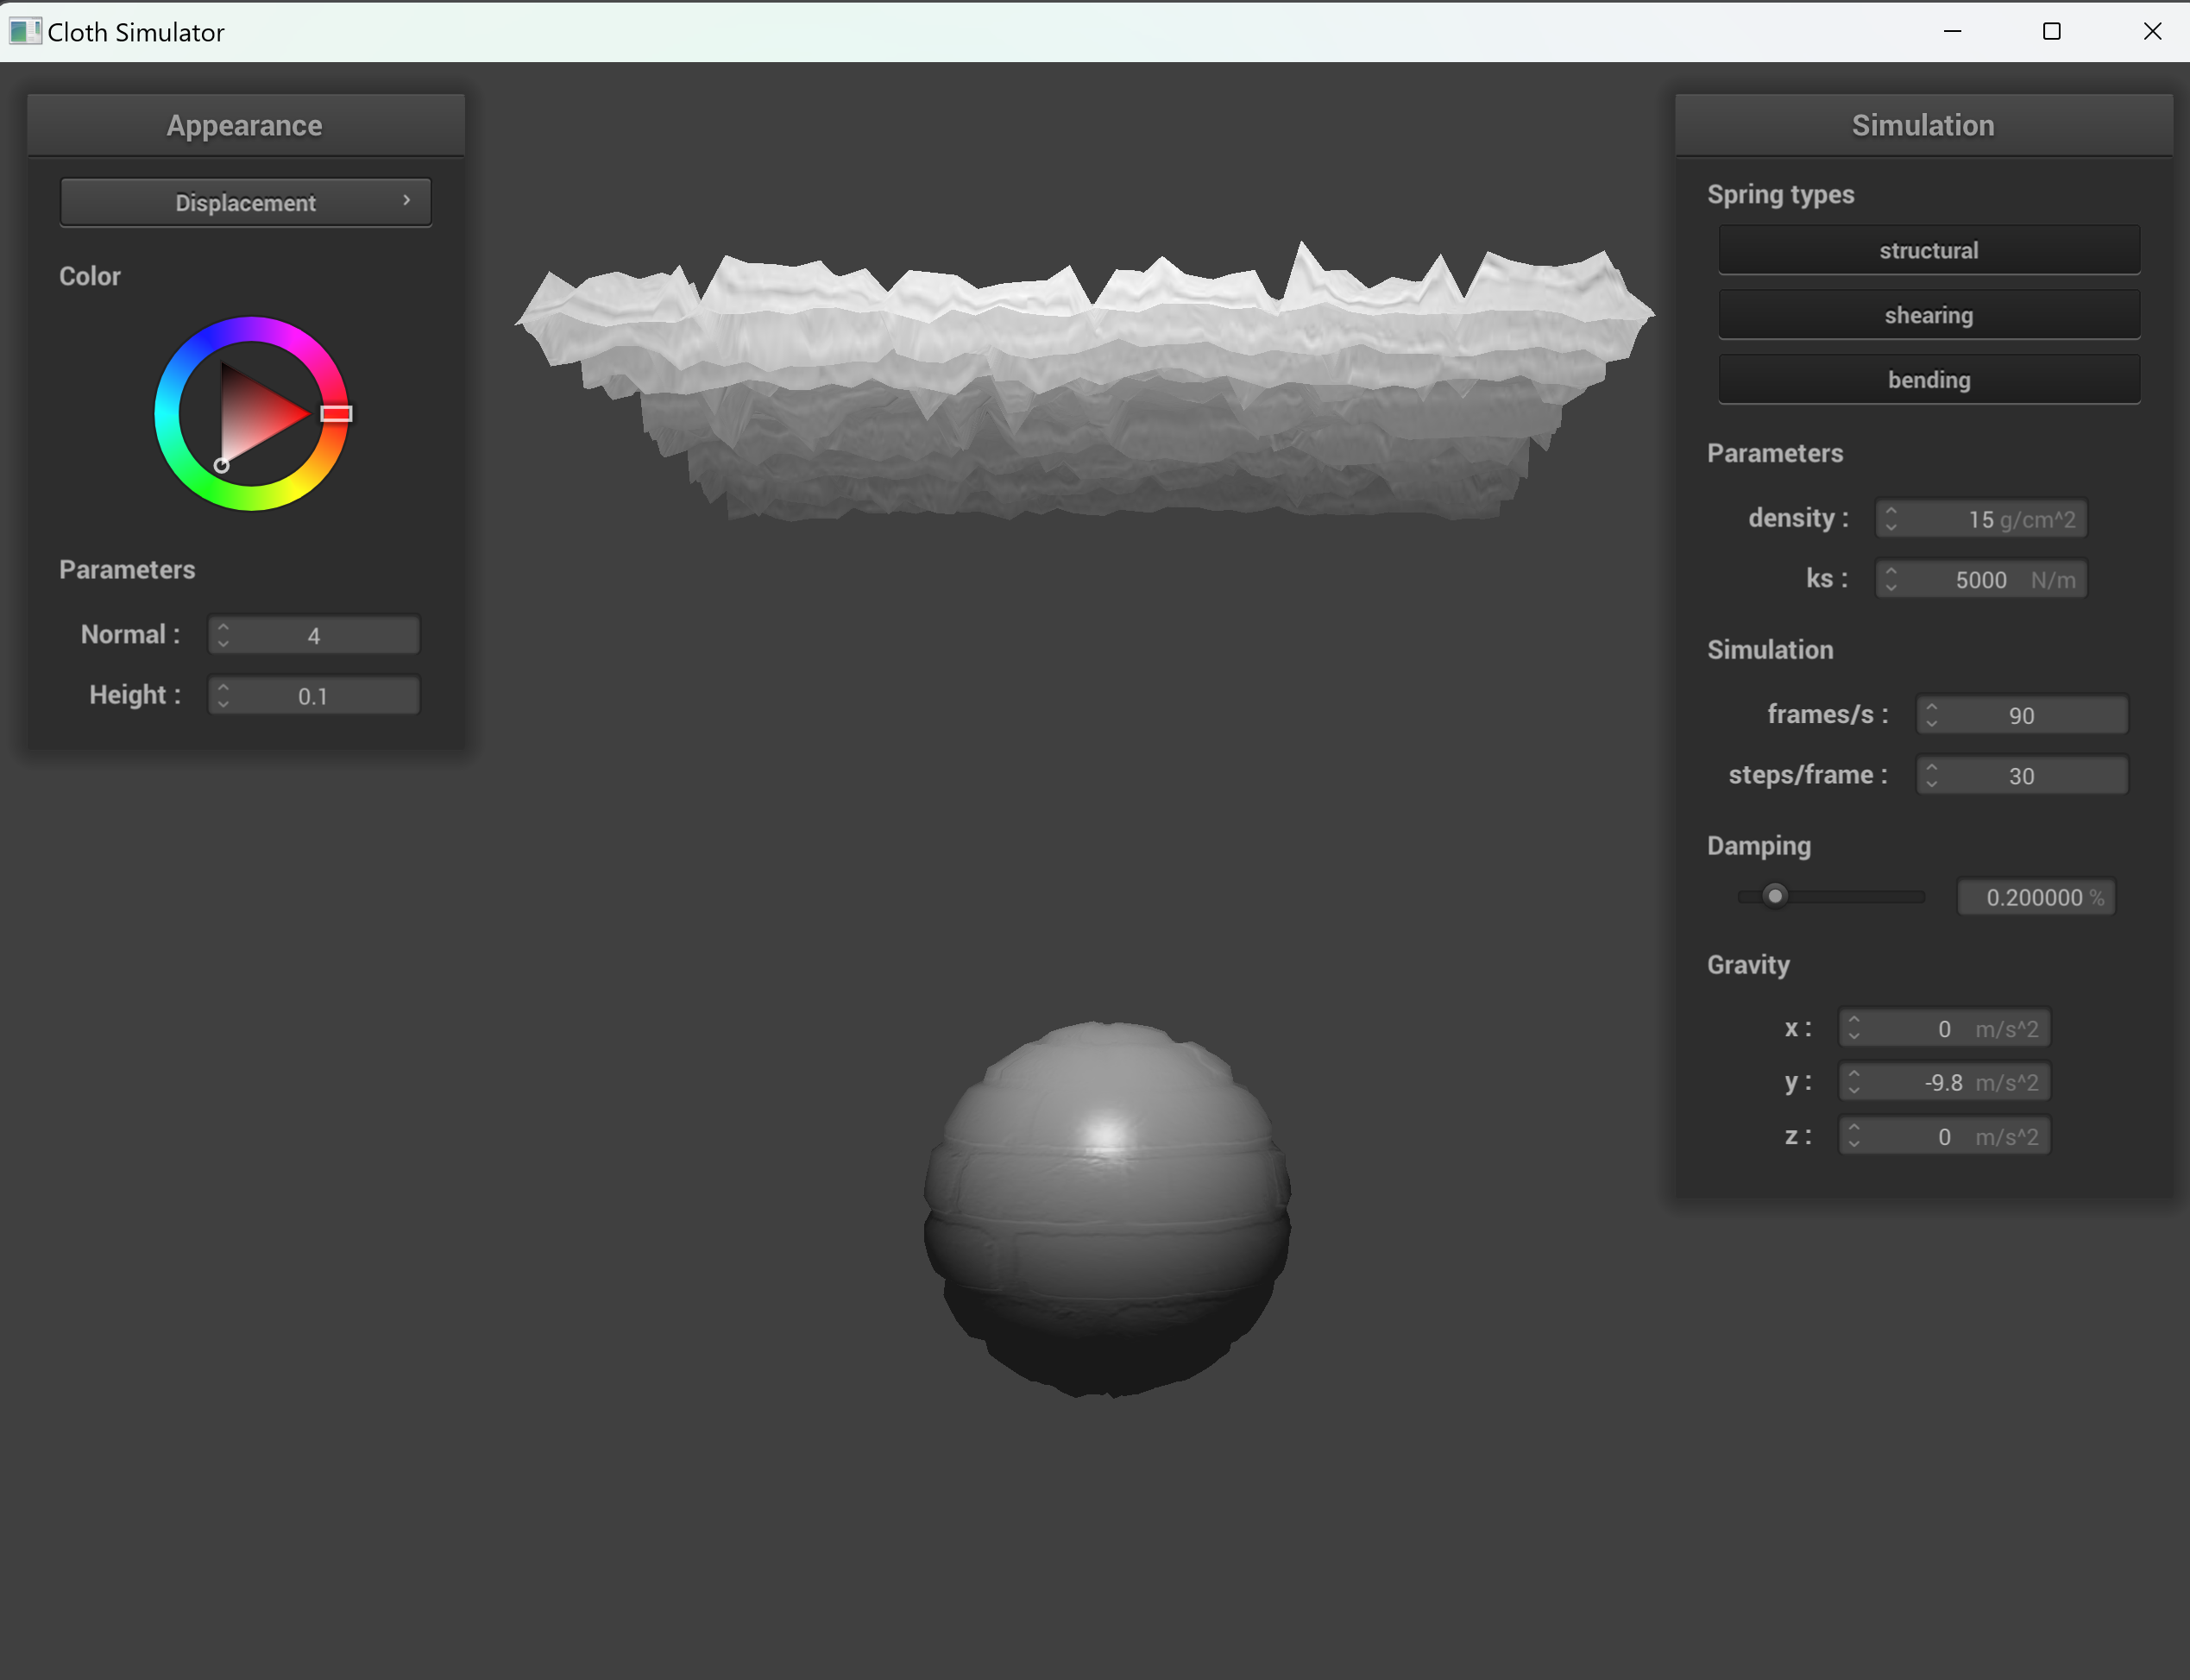 Cloth Simulator
Appearance
Displacement
Color
Parameters
Normal : 4
Height : 0.1
Simulation
Spring types
structural
shearing
bending
Parameters
density : 15 g/cm^2
ks : 5000 N/m
Simulation
frames/s : 90
steps/frame : 30
Damping
0.200000 %
Gravity
x : 0 m/s^2
y : -9.8 m/s^2
z : 0 m/s^2